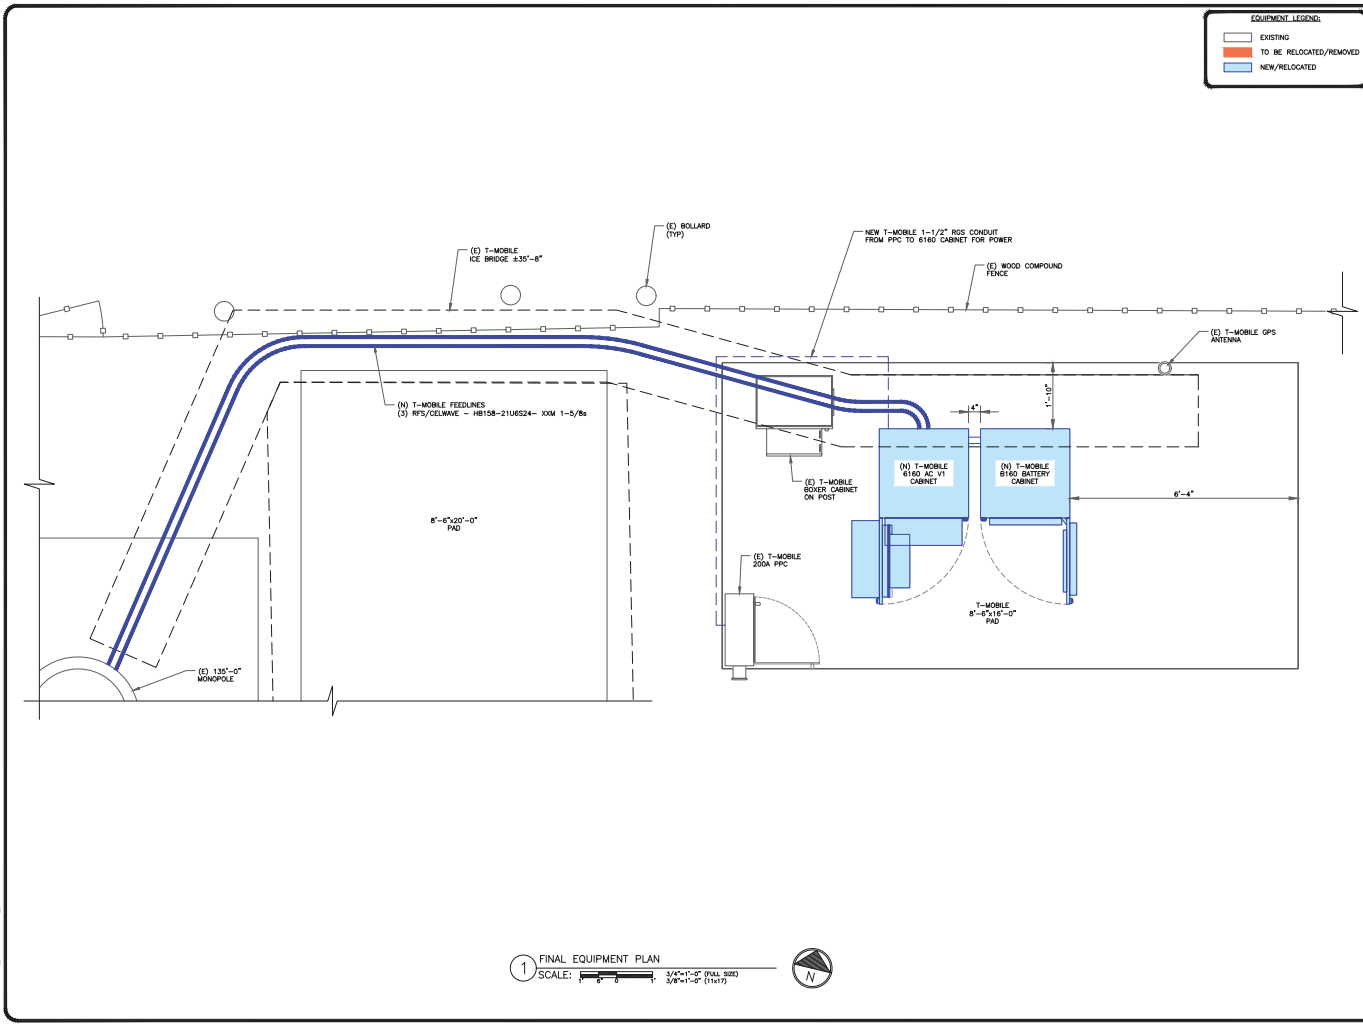 EQUIPMENT LEGEND:
EXISTING
TO BE RELOCATED/REMOVED
NEW/RELOCATED
(E) BOLLARD
(TYP)
NEW T-MOBILE 1-1/2" RGS CONDUIT
FROM PPC TO 6160 CABINET FOR POWER
(E) T-MOBILE
ICE BRIDGE ±35'-8"
(E) WOOD COMPOUND
FENCE
(E) T-MOBILE GPS
ANTENNA
1'-10"
4"
(N) T-MOBILE FEEDLINES
(3) RFS/CELWAVE - HB158-21U6S24- XXM 1-5/8s
(N) T-MOBILE
6160 AC V1
CABINET
(N) T-MOBILE
B160 BATTERY
CABINET
(E) T-MOBILE
BOXER CABINET
ON POST
6'-4"
8'-6"x20'-0"
PAD
(E) T-MOBILE
200A PPC
T-MOBILE
8'-6"x16'-0"
PAD
(E) 135'-0"
MONOPOLE
1
FINAL EQUIPMENT PLAN
SCALE:
1' 6" 0 1'
3/4"=1'-0" (FULL SIZE)
3/8"=1'-0" (11x17)
N